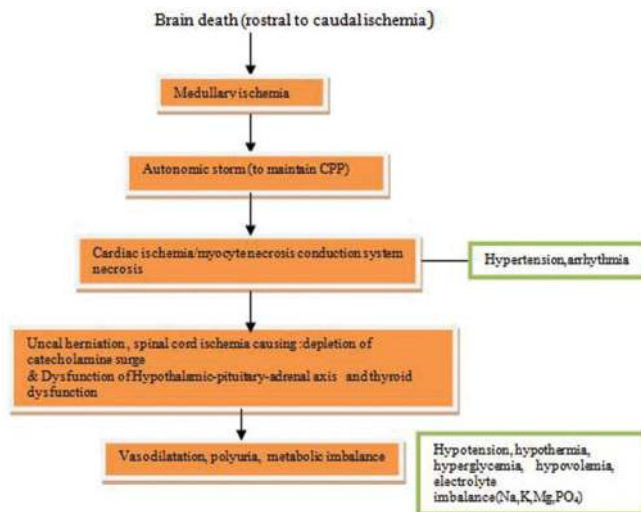 Brain death (rostral to caudal ischemia)
Medullary ischemia
Autonomic storm (to maintain CPP)
Cardiac ischemia/myocyte necrosis conduction system
necrosis
Hypertension, arrhythmia
Uncal herniation, spinal cord ischemia causing :depletion of
catecholamine surge
& Dysfunction of Hypothalamic-pituitary-adrenal axis and thyroid
dysfunction
Vasodilatation, polyuria, metabolic imbalance
Hypotension, hypothermia,
hyperglycemia, hypovolemia,
electrolyte
imbalance(Na,K,Mg,PO₄)